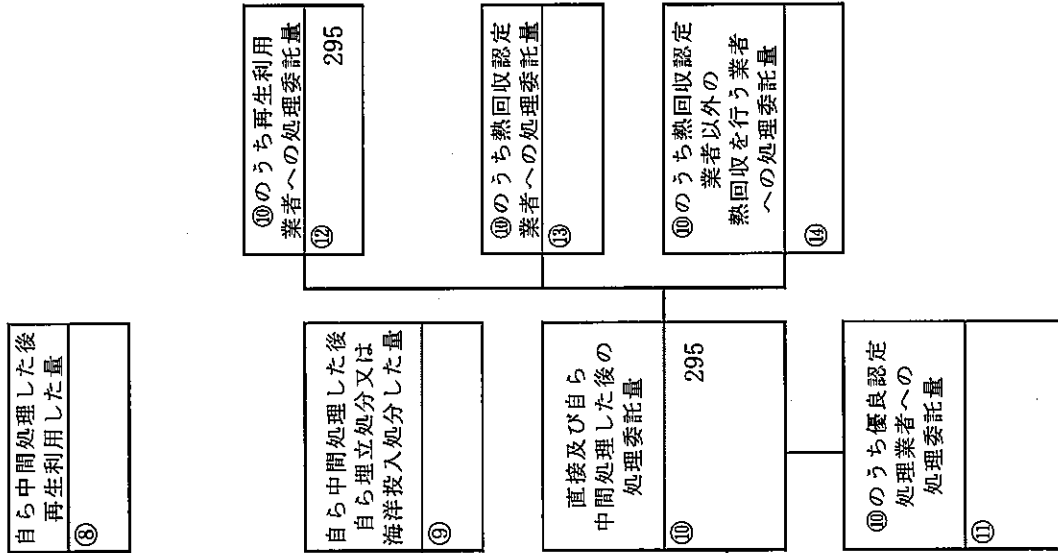 自ら中間処理した後
再生利用した量
⑧
自ら中間処理した後
自ら埋立処分又は
海洋投入処分した量
⑨
直接及び自ら
中間処理した後の
処理委託量
⑩
295
⑩のうち優良認定
処理業者への
処理委託量
⑪
⑩のうち再生利用
業者への処理委託量
⑫
295
⑩のうち熱回収認定
業者への処理委託量
⑬
⑩のうち熱回収認定
業者以外の
熱回収を行う業者
への処理委託量
⑭